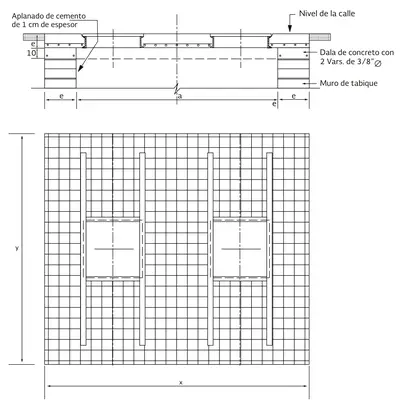 Aplanado de cemento
de 1 cm de espesor
Nivel de la calle
e
10
Dala de concreto con
2 Vars. de 3/8"∅
Muro de tabique
e
a
e
e
y
x